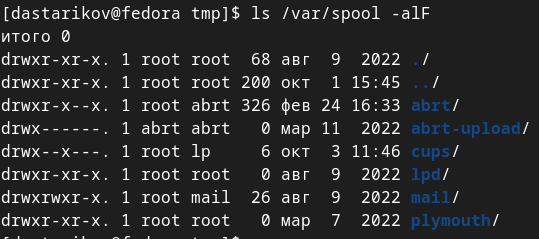 [dastarikov@fedora tmp]$ ls /var/spool -alF
итого 0
drwxr-xr-x. 1 root root  68 авг  9  2022 ./
drwxr-xr-x. 1 root root 200 окт  1 15:45 ../
drwxr-x--x. 1 root abrt 326 фев 24 16:33 abrt/
drwx------. 1 abrt abrt   0 мар 11  2022 abrt-upload/
drwx--x---. 1 root lp     6 окт  3 11:46 cups/
drwxr-xr-x. 1 root root   0 авг  9  2022 lpd/
drwxrwxr-x. 1 root mail  26 авг  9  2022 mail/
drwxr-xr-x. 1 root root   0 мар  7  2022 plymouth/
[dastarikov@fedora tmp]$